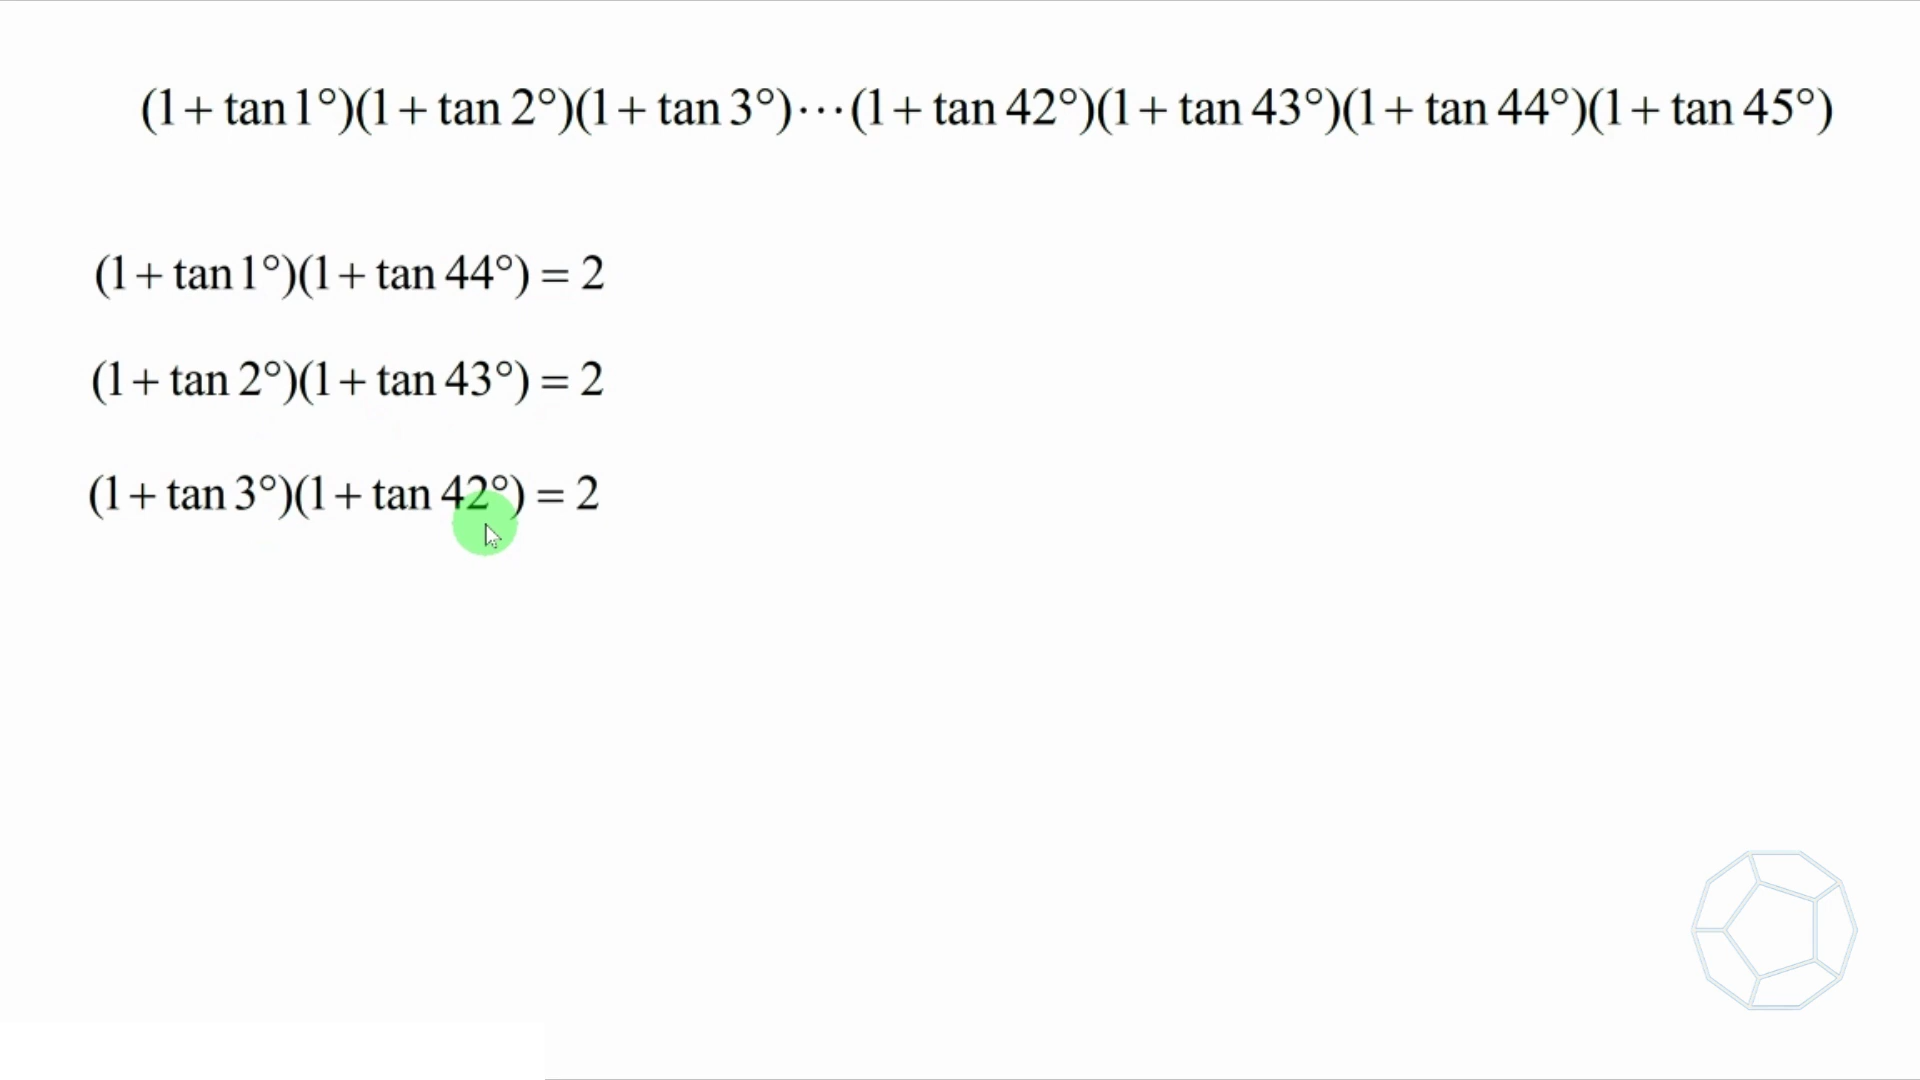 (1 + tan 1°)(1 + tan 2°)(1 + tan 3°)⋯(1 + tan 42°)(1 + tan 43°)(1 + tan 44°)(1 + tan 45°)
(1 + tan 1°)(1 + tan 44°) = 2
(1 + tan 2°)(1 + tan 43°) = 2
(1 + tan 3°)(1 + tan 42°) = 2